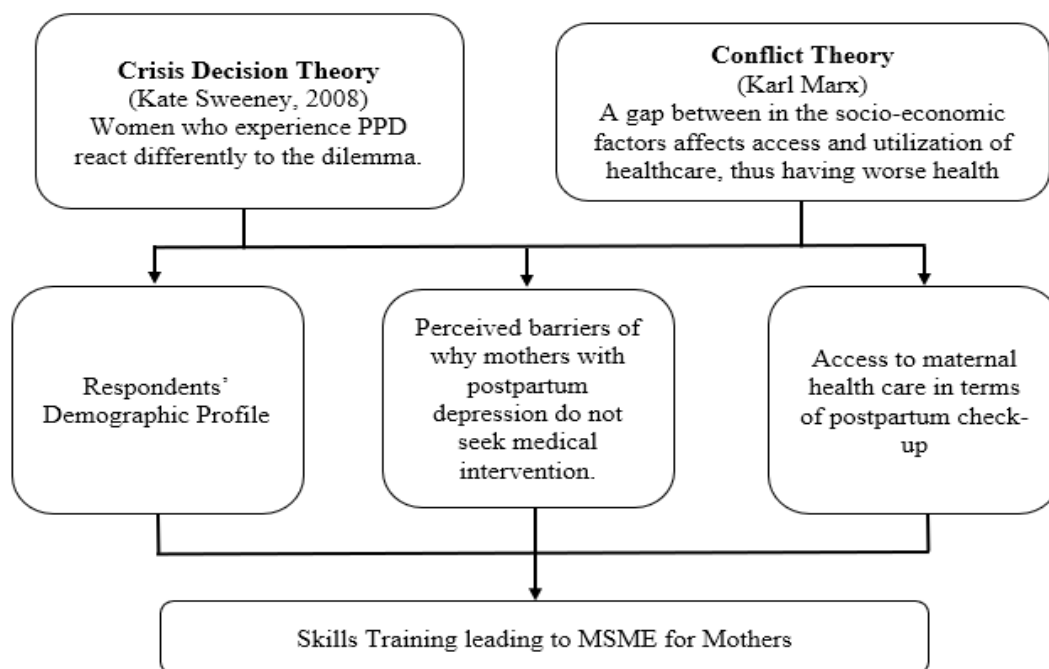 Crisis Decision Theory
(Kate Sweeney, 2008)
Women who experience PPD
react differently to the dilemma.
Conflict Theory
(Karl Marx)
A gap between in the socio-economic
factors affects access and utilization of
healthcare, thus having worse health
Respondents’
Demographic Profile
Perceived barriers of
why mothers with
postpartum
depression do not
seek medical
intervention.
Access to maternal
health care in terms
of postpartum check-
up
Skills Training leading to MSME for Mothers